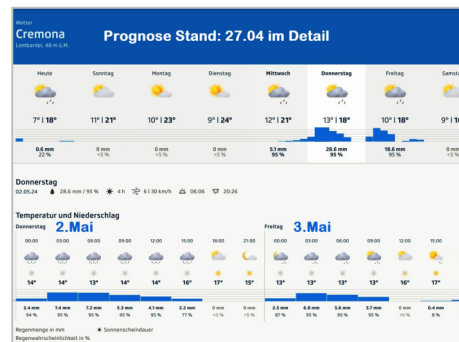 Wetter
Cremona
Lombardei, 48 m ü.M.
Prognose Stand: 27.04 im Detail
Heute Sonntag Montag Dienstag Mittwoch Donnerstag Freitag Samsta
7° | 18° 11° | 21° 10° | 23° 9° | 24° 12° | 21° 13° | 18° 10° | 18° 9° | 1
0.6 mm 0 mm 0 mm 0 mm 5.1 mm 28.6 mm 18.6 mm 0 mm
22 % <5 % <5 % <5 % 95 % 95 % 95 % <5 %
Donnerstag
02.05.24 28.6 mm / 95 % 4 h 6 | 30 km/h 06:06 20:26
Temperatur und Niederschlag
Donnerstag 2.Mai Freitag 3.Mai
00:00 03:00 06:00 09:00 12:00 15:00 18:00 21:00 00:00 03:00 06:00 09:00 12:00 15:00
14° 14° 13° 14° 14° 16° 17° 15° 13° 13° 13° 14° 16° 17°
2.4 mm 7.4 mm 7.2 mm 5.3 mm 4.1 mm 2.2 mm 0 mm 0 mm 2.5 mm 6.0 mm 5.8 mm 3.7 mm 0 mm 0.4 mm
84 % 95 % 95 % 95 % 95 % 77 % <5 % <5 % 87 % 95 % 95 % 95 % <5 % 8 %
Regenmenge in mm Sonnenscheindauer
Regenwahrscheinlichkeit in %